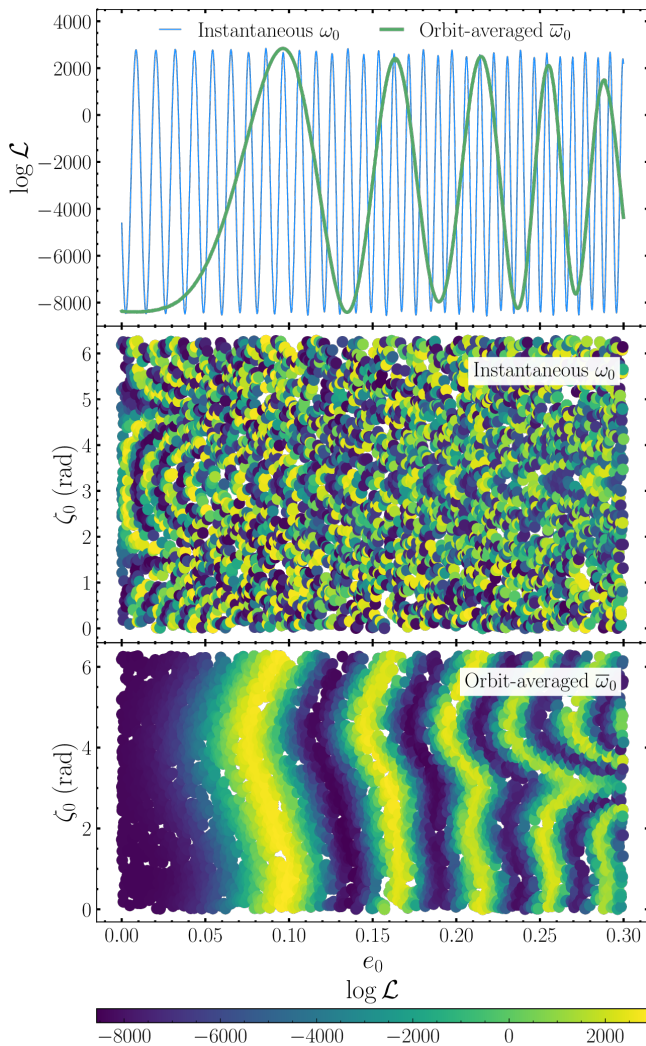 Instantaneous ω₀ Orbit-averaged ω̅₀
4000
2000
0
−2000
−4000
−6000
−8000
log ℒ
Instantaneous ω₀
6
5
4
3
2
1
0
ζ₀ (rad)
Orbit-averaged ω̅₀
6
4
2
0
ζ₀ (rad)
0.00 0.05 0.10 0.15 0.20 0.25 0.30
e₀
log ℒ
−8000 −6000 −4000 −2000 0 2000